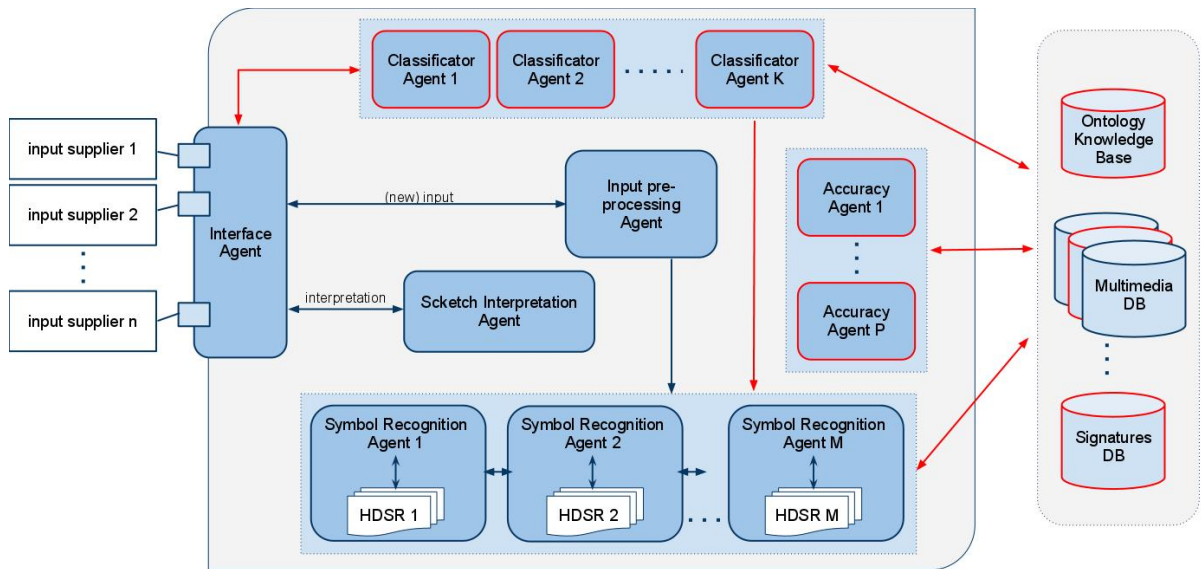 Classificator
Agent 1
Classificator
Agent 2
Classificator
Agent K
input supplier 1
input supplier 2
input supplier n
Interface
Agent
(new) input
Input pre-
processing
Agent
interpretation
Scketch Interpretation
Agent
Accuracy
Agent 1
Accuracy
Agent P
Symbol Recognition
Agent 1
HDSR 1
Symbol Recognition
Agent 2
HDSR 2
Symbol Recognition
Agent M
HDSR M
Ontology
Knowledge
Base
Multimedia
DB
Signatures
DB